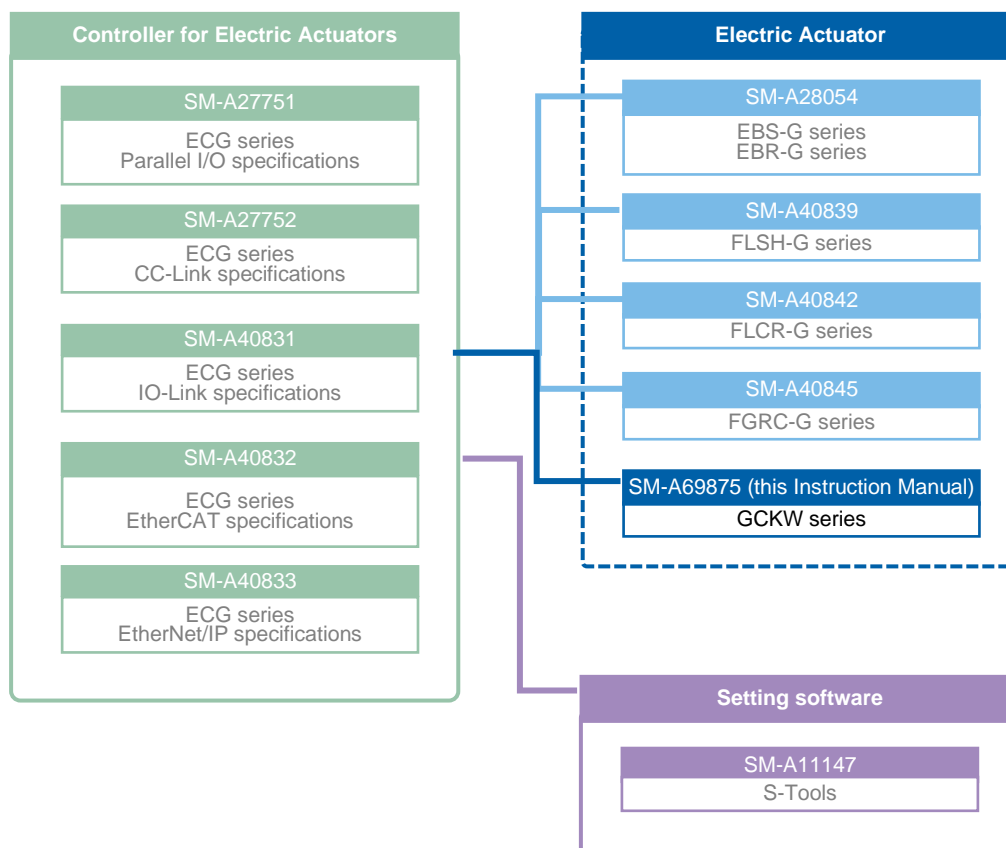 Controller for Electric Actuators
SM-A27751
ECG series
Parallel I/O specifications
SM-A27752
ECG series
CC-Link specifications
SM-A40831
ECG series
IO-Link specifications
SM-A40832
ECG series
EtherCAT specifications
SM-A40833
ECG series
EtherNet/IP specifications
Electric Actuator
SM-A28054
EBS-G series
EBR-G series
SM-A40839
FLSH-G series
SM-A40842
FLCR-G series
SM-A40845
FGRC-G series
SM-A69875 (this Instruction Manual)
GCKW series
Setting software
SM-A11147
S-Tools